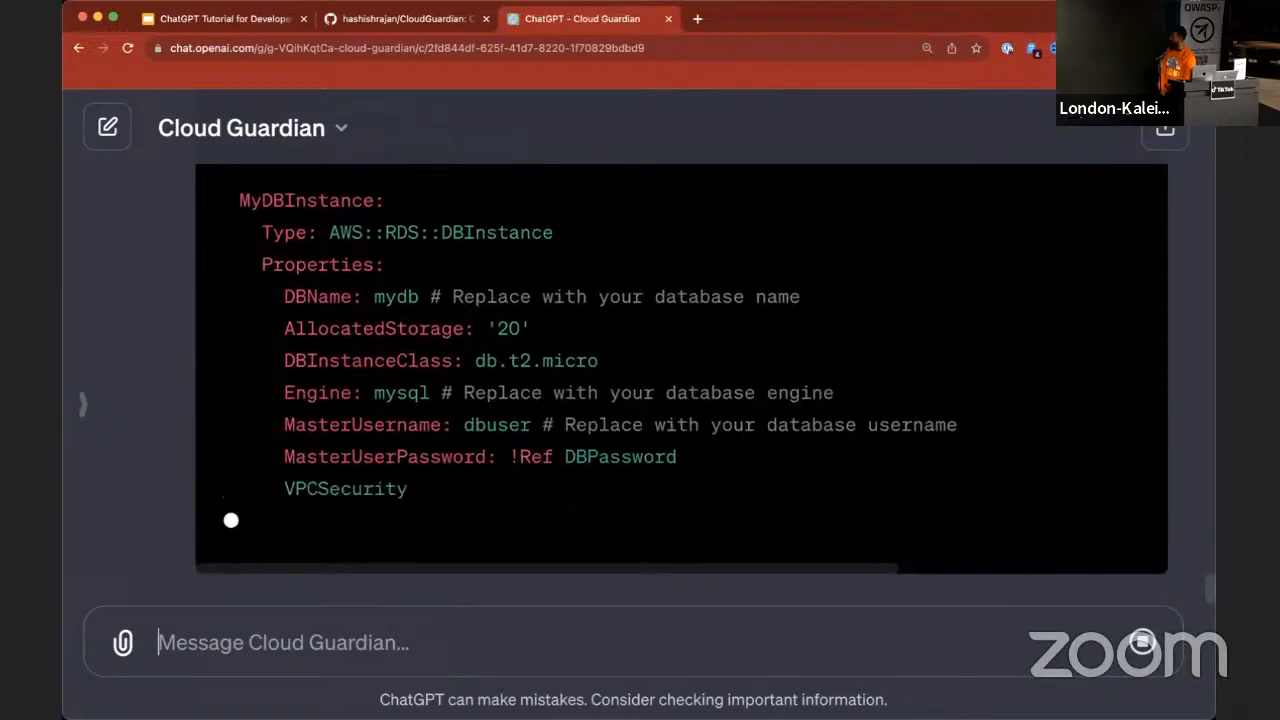 ChatGPT Tutorial for Develope
hashishrajan/CloudGuardian: C
ChatGPT - Cloud Guardian
chat.openai.com/g/g-VQihKqtCa-cloud-guardian/c/2fd844df-625f-41d7-8220-1f70829bdbd9
OWASP
TikTok
London-Kalei...
Cloud Guardian
MyDBInstance:
Type: AWS::RDS::DBInstance
Properties:
DBName: mydb # Replace with your database name
AllocatedStorage: '20'
DBInstanceClass: db.t2.micro
Engine: mysql # Replace with your database engine
MasterUsername: dbuser # Replace with your database username
MasterUserPassword: !Ref DBPassword
VPCSecurity
Message Cloud Guardian...
zoom
ChatGPT can make mistakes. Consider checking important information.